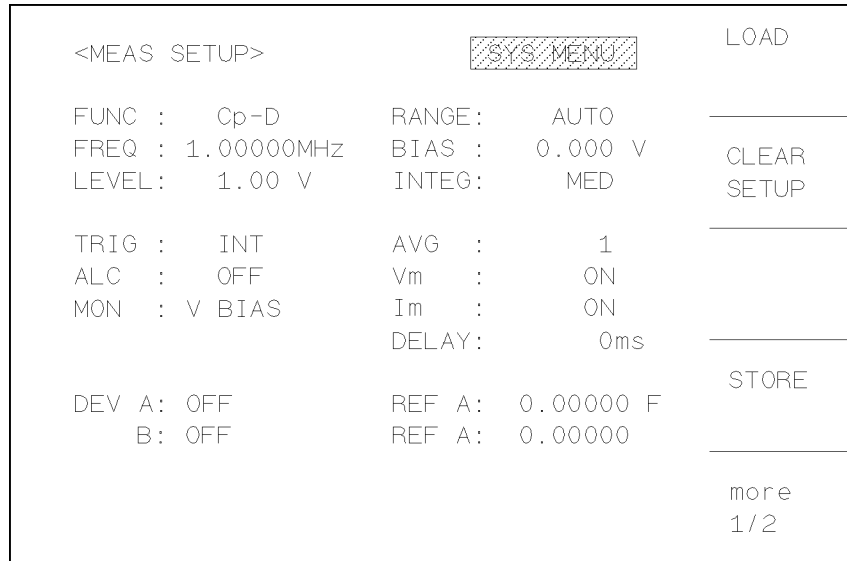 <MEAS SETUP> SYS MENU
FUNC : Cp-D RANGE: AUTO
FREQ : 1.00000MHz BIAS : 0.000 V
LEVEL: 1.00 V INTEG: MED
TRIG : INT AVG : 1
ALC : OFF Vm : ON
MON : V BIAS Im : ON
DELAY: 0ms
DEV A: OFF REF A: 0.00000 F
B: OFF REF A: 0.00000
LOAD
CLEAR
SETUP
STORE
more
1/2